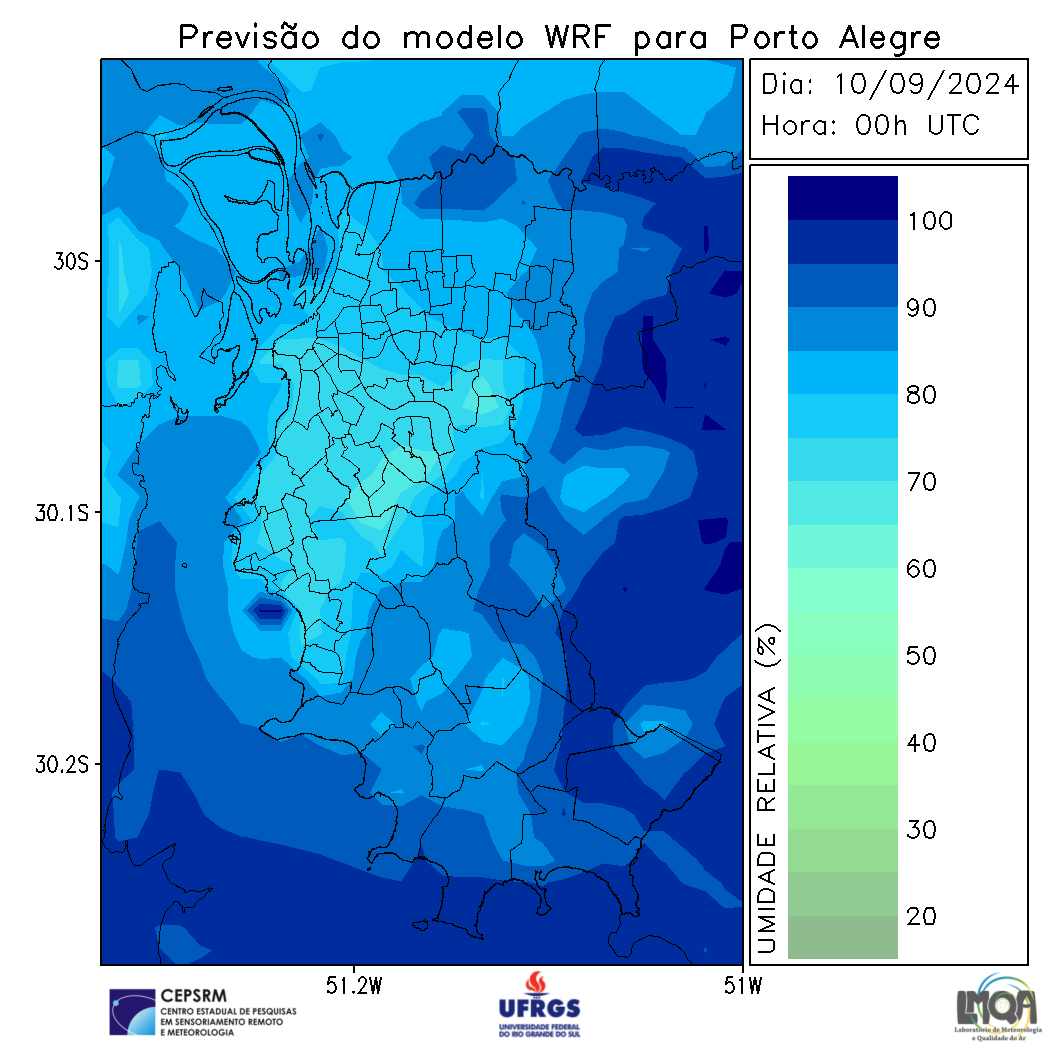 Previsão do modelo WRF para Porto Alegre
Dia: 10/09/2024
Hora: 00h UTC
30S
30.1S
30.2S
51.2W
51W
100
90
80
70
60
50
40
30
20
UMIDADE RELATIVA (%)
CEPSRM
CENTRO ESTADUAL DE PESQUISAS
EM SENSORIAMENTO REMOTO
E METEOROLOGIA
UFRGS
UNIVERSIDADE FEDERAL
DO RIO GRANDE DO SUL
LMQA
Laboratório de Meteorologia
e Qualidade do Ar